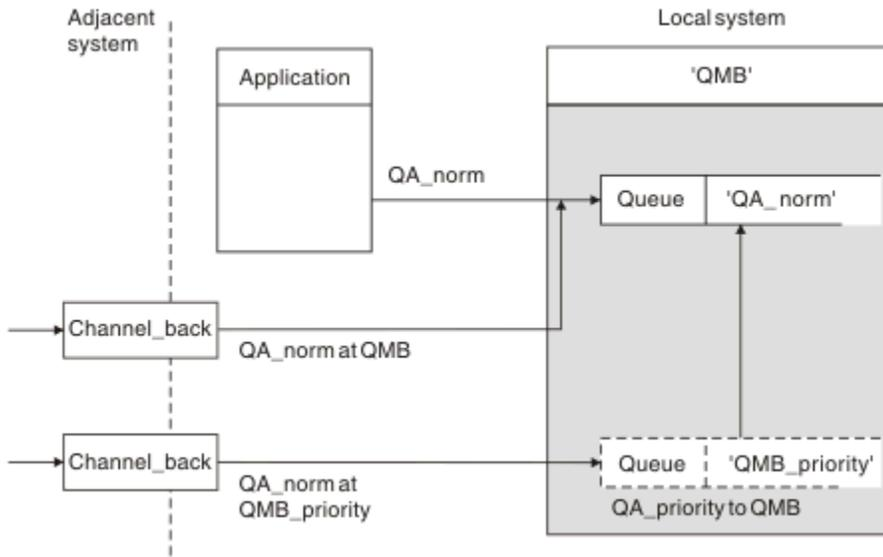 Adjacent
system
Local system
Application
'QMB'
QA_norm
Queue
'QA_norm'
Channel_back
QA_norm at QMB
Channel_back
QA_norm at
QMB_priority
Queue
'QMB_priority'
QA_priority to QMB